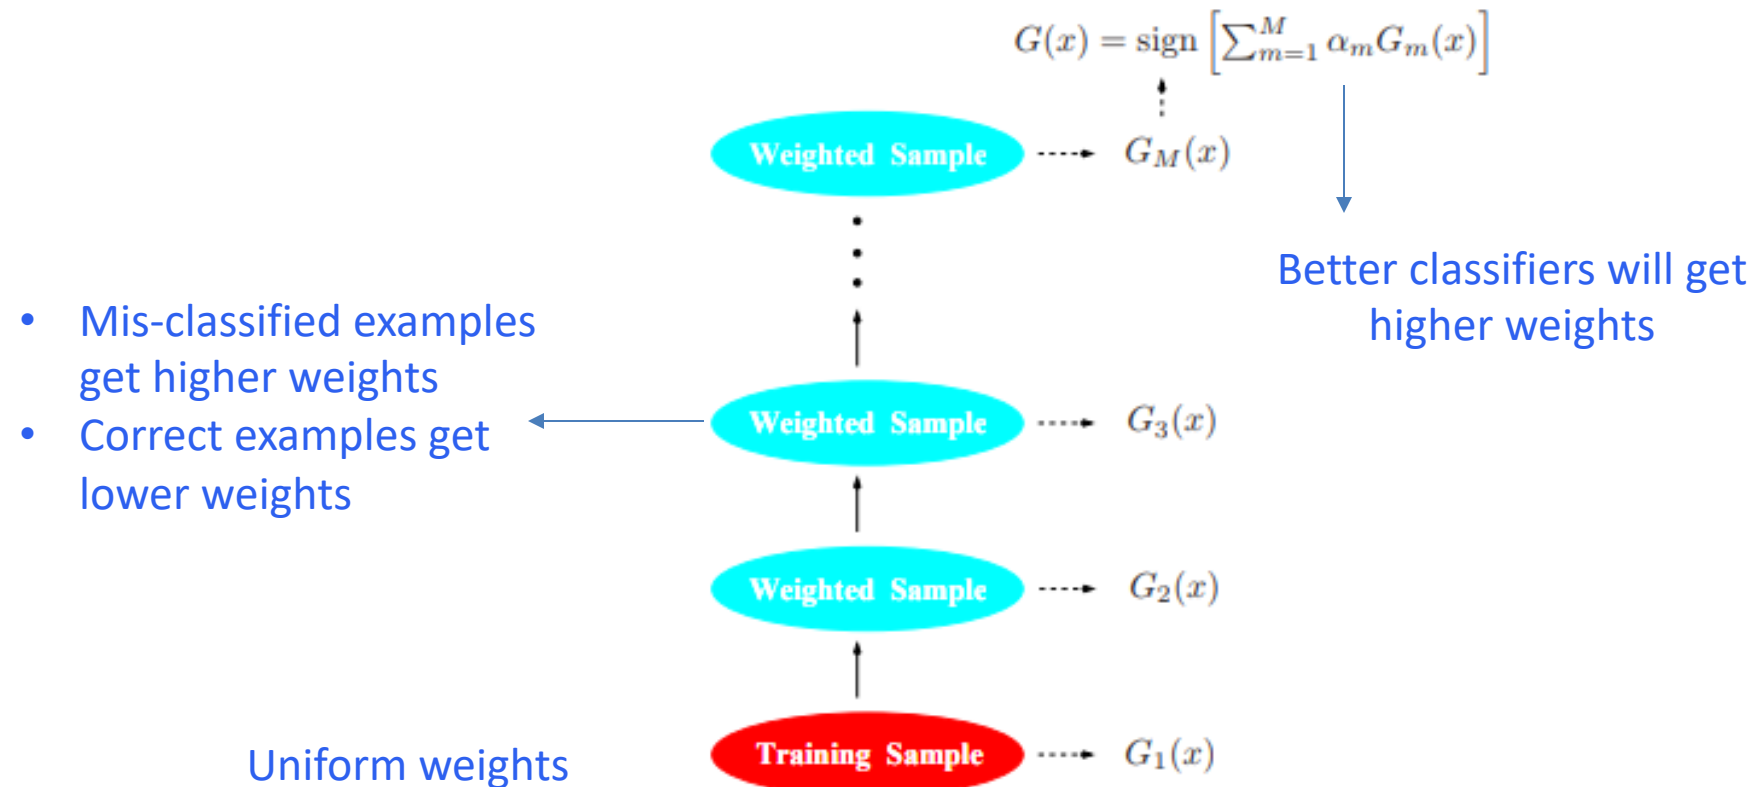 G(x) = sign [∑_{m=1}^{M} α_m G_m(x)]
Weighted Sample
G_M(x)
Better classifiers will get
higher weights
• Mis-classified examples
get higher weights
• Correct examples get
lower weights
Weighted Sample
G_3(x)
Weighted Sample
G_2(x)
Uniform weights
Training Sample
G_1(x)